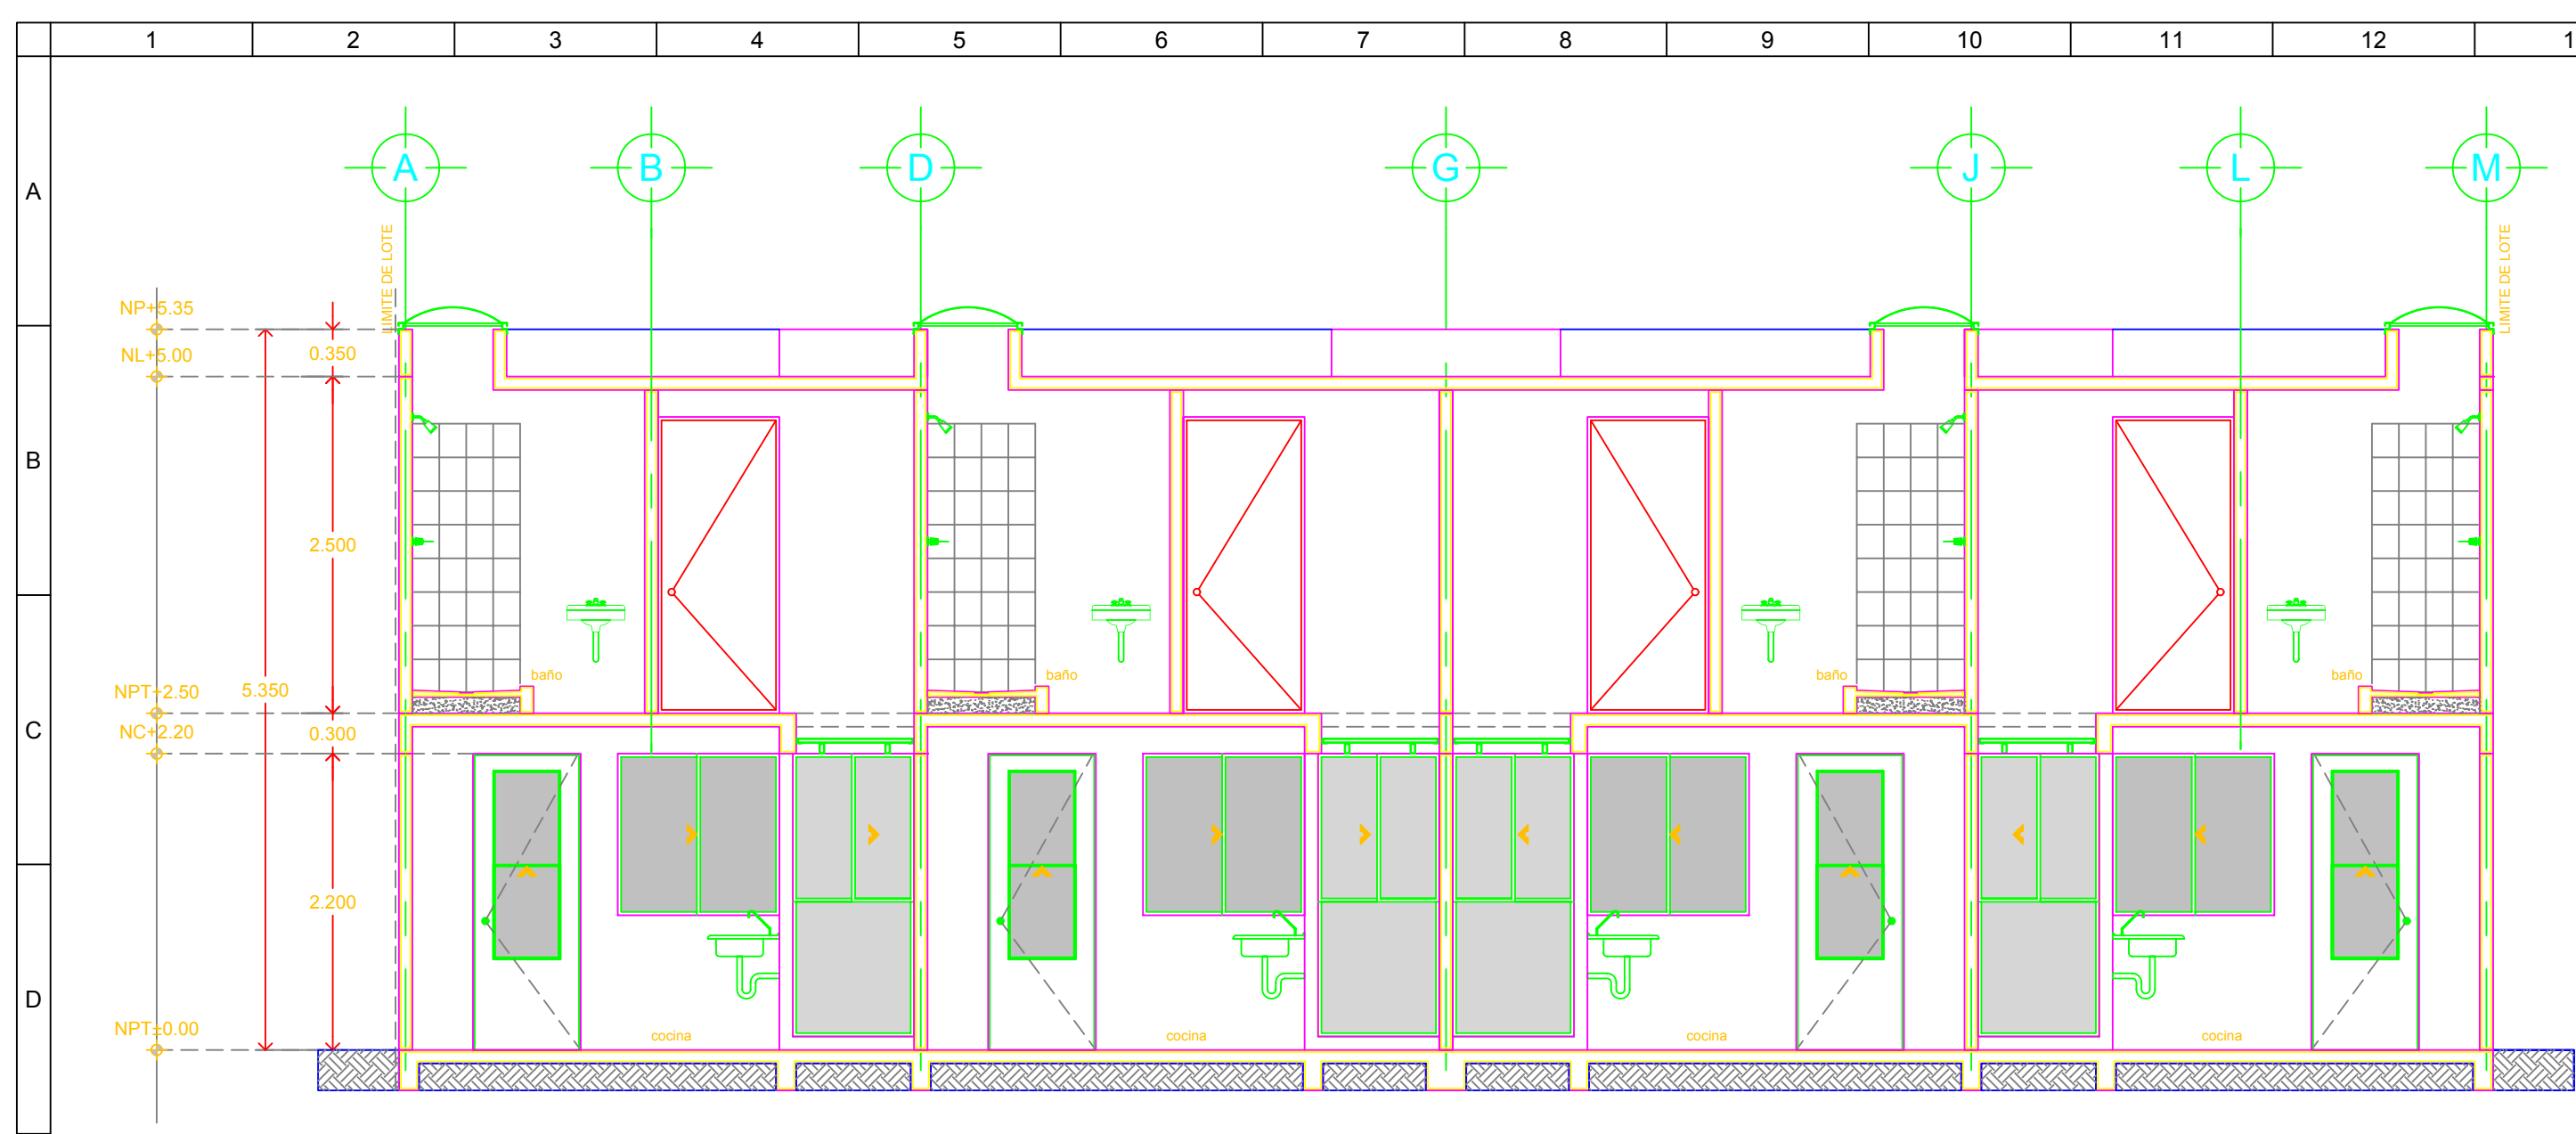 1 2 3 4 5 6 7 8 9 10 11 12 1
A B D G J L M
A
LIMITE DE LOTE
LIMITE DE LOTE
NP+5.35
NL+5.00
0.350
B
2.500
baño baño baño baño
NPT+2.50
5.350
NC+2.20
0.300
C
2.200
D
NPT±0.00
cocina cocina cocina cocina